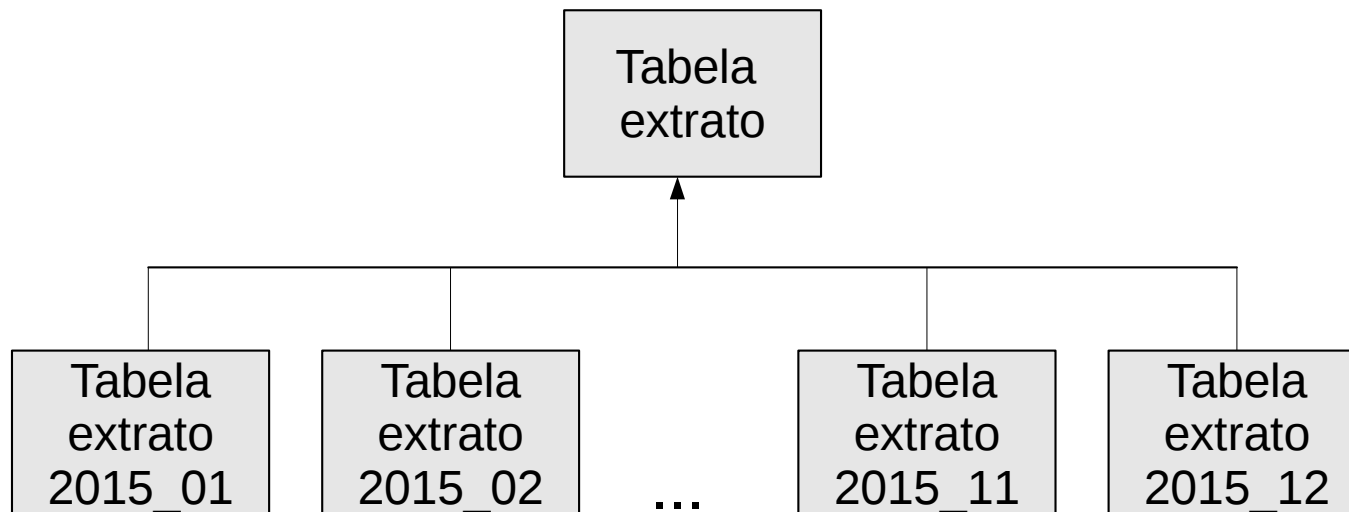 Tabela
extrato
Tabela
extrato
2015_01
Tabela
extrato
2015_02
...
Tabela
extrato
2015_11
Tabela
extrato
2015_12